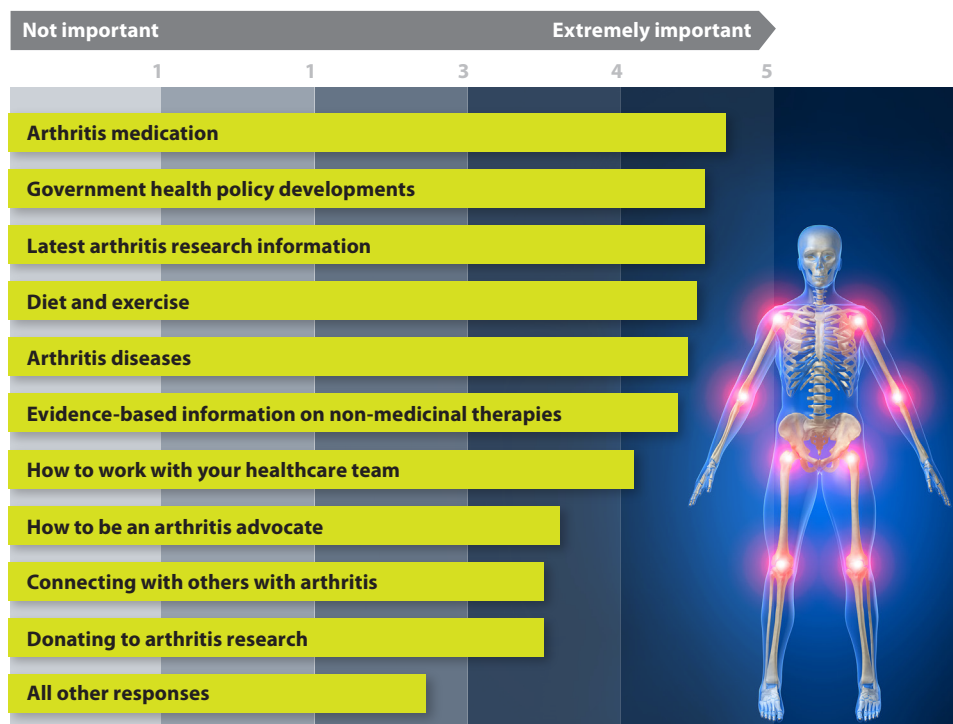 Not important Extremely important
1 1 3 4 5
Arthritis medication
Government health policy developments
Latest arthritis research information
Diet and exercise
Arthritis diseases
Evidence-based information on non-medicinal therapies
How to work with your healthcare team
How to be an arthritis advocate
Connecting with others with arthritis
Donating to arthritis research
All other responses